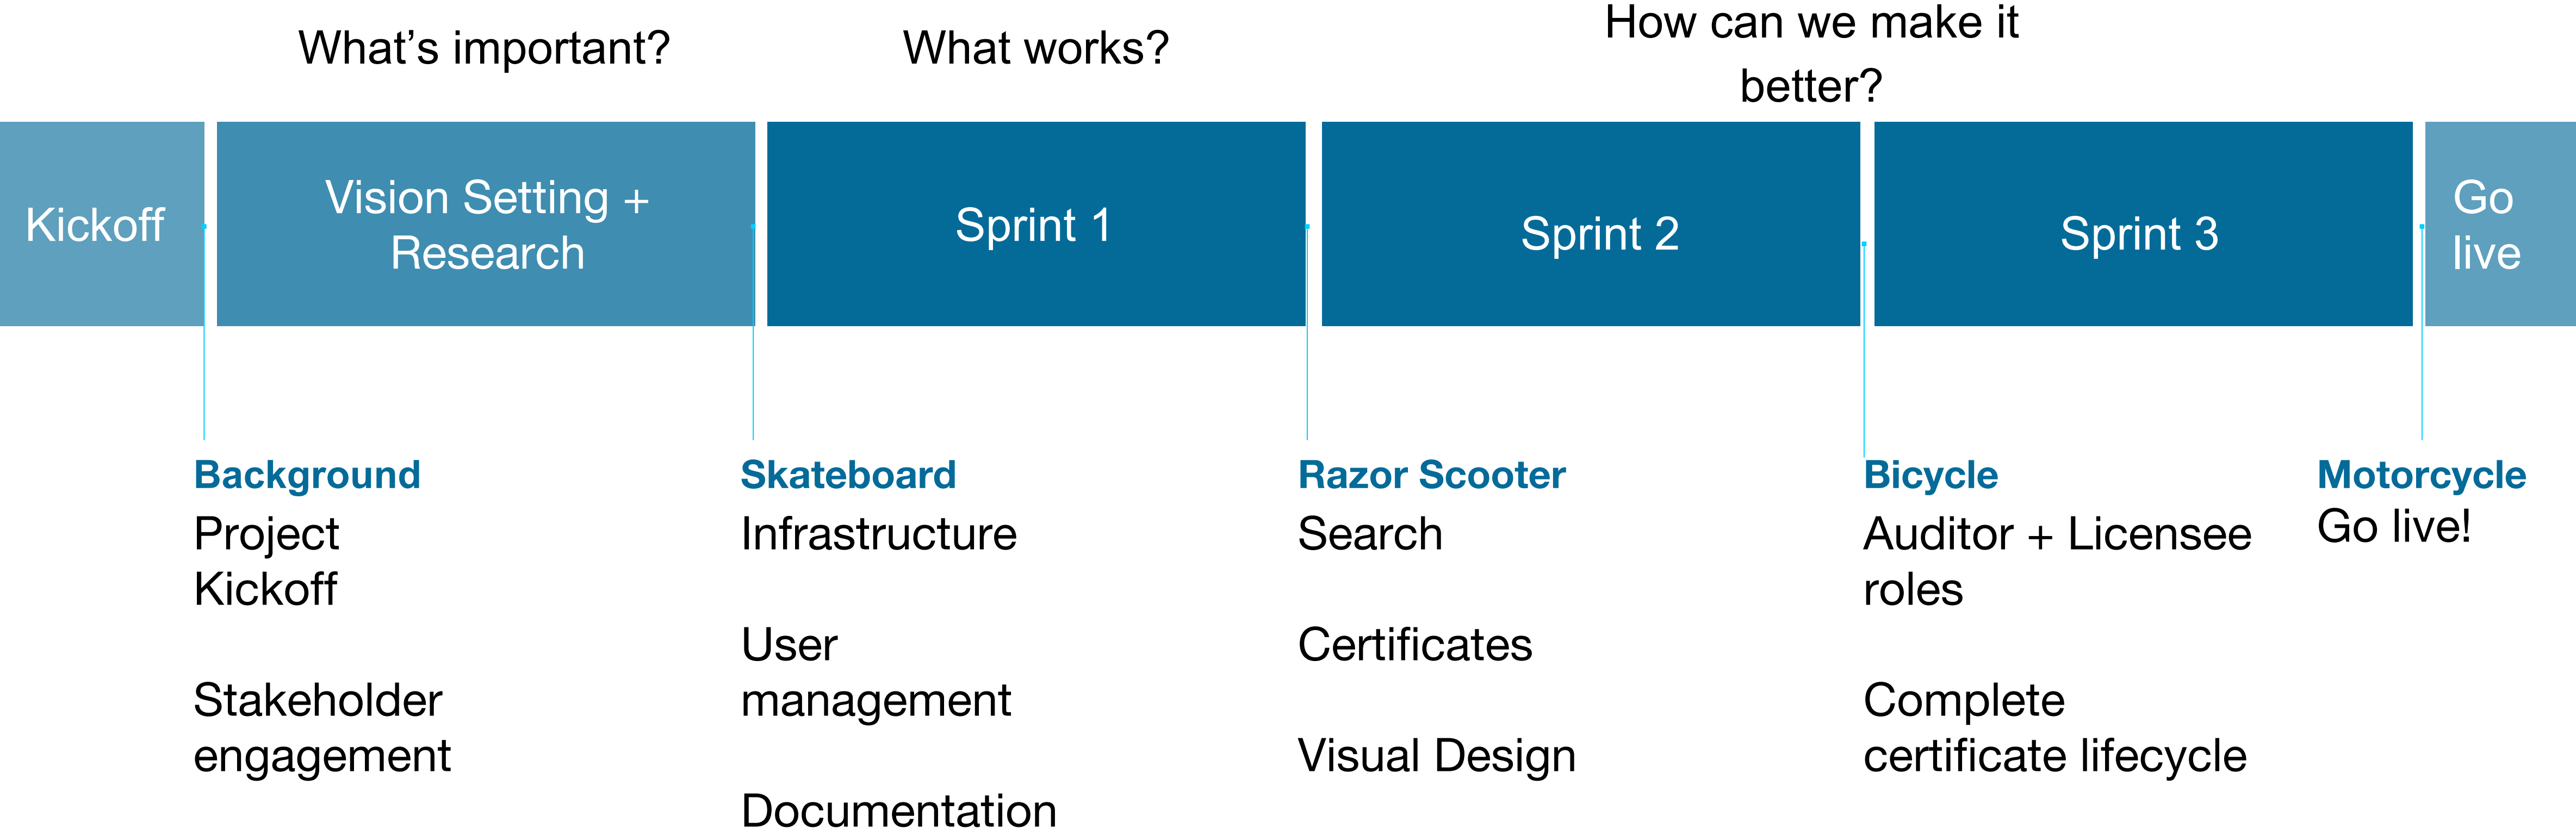 What’s important?
What works?
How can we make it
better?
Kickoff
Vision Setting +
Research
Sprint 1
Sprint 2
Sprint 3
Go
live
Background
Project
Kickoff
Stakeholder
engagement
Skateboard
Infrastructure
User
management
Documentation
Razor Scooter
Search
Certificates
Visual Design
Bicycle
Auditor + Licensee
roles
Complete
certificate lifecycle
Motorcycle
Go live!